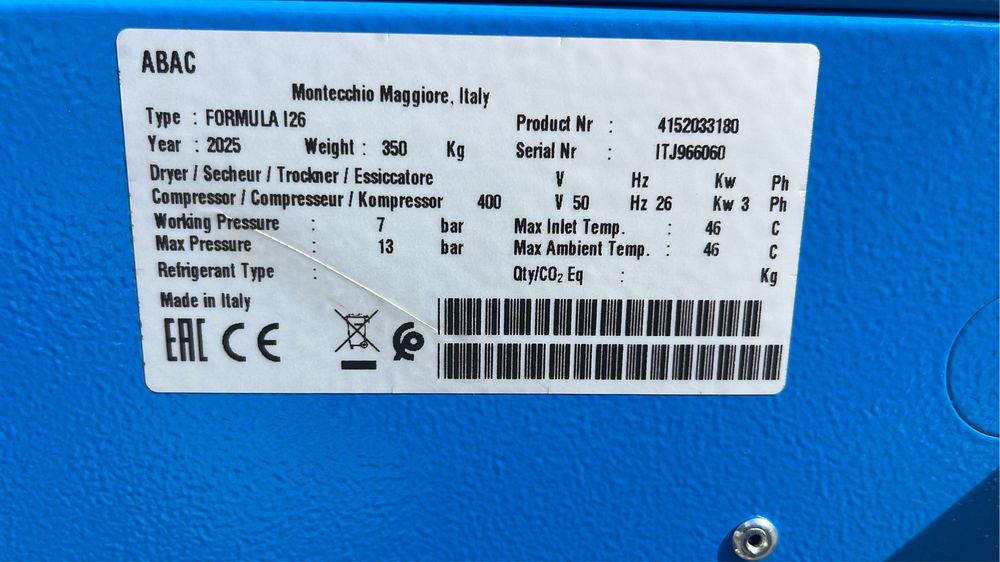 ABAC
Montecchio Maggiore, Italy
Type : FORMULA I26 Product Nr : 4152033180
Year : 2025 Weight : 350 Kg Serial Nr : ITJ966060
Dryer / Secheur / Trockner / Essiccatore V Hz Kw Ph
Compressor / Compresseur / Kompressor 400 V 50 Hz 26 Kw 3 Ph
Working Pressure : 7 bar Max Inlet Temp. : 46 C
Max Pressure : 13 bar Max Ambient Temp. : 46 C
Refrigerant Type : Qty/CO₂ Eq : Kg
Made in Italy
EAC CE